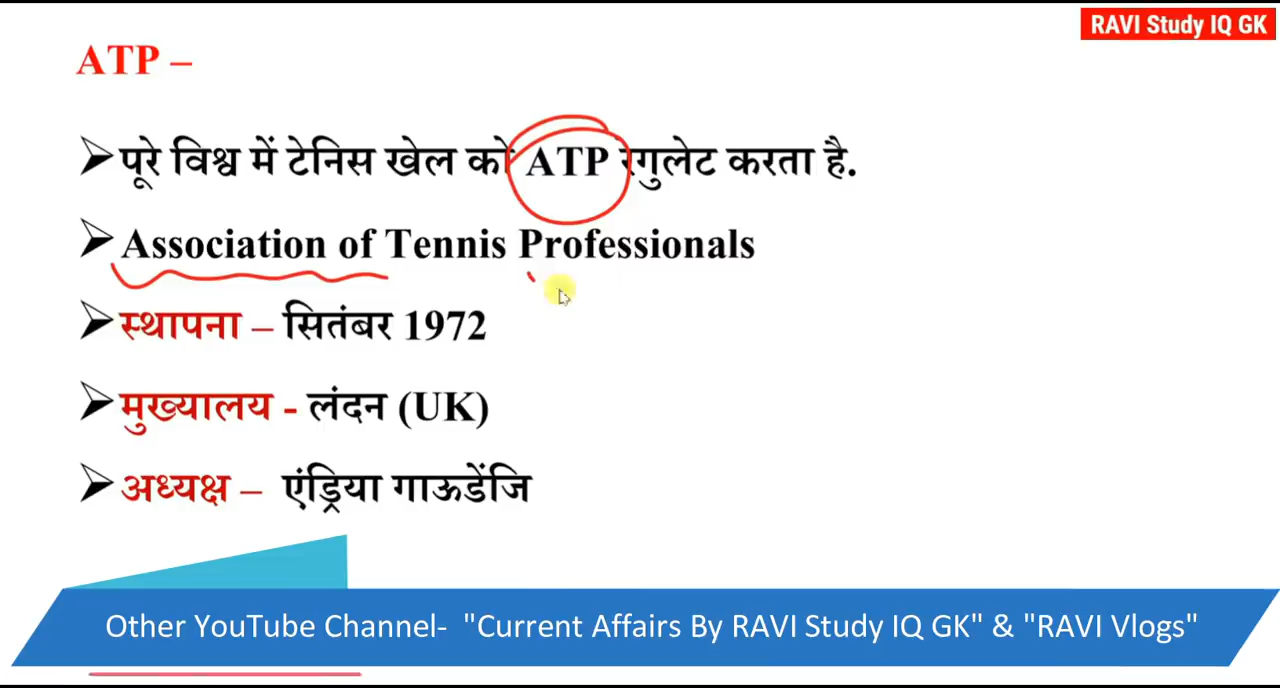 RAVI Study IQ GK
ATP –
➢पूरे विश्व में टेनिस खेल को ATP रेगुलेट करता है.
➢Association of Tennis Professionals
➢स्थापना – सितंबर 1972
➢मुख्यालय - लंदन (UK)
➢अध्यक्ष – एंड्रिया गाऊडेंजि
Other YouTube Channel- "Current Affairs By RAVI Study IQ GK" & "RAVI Vlogs"